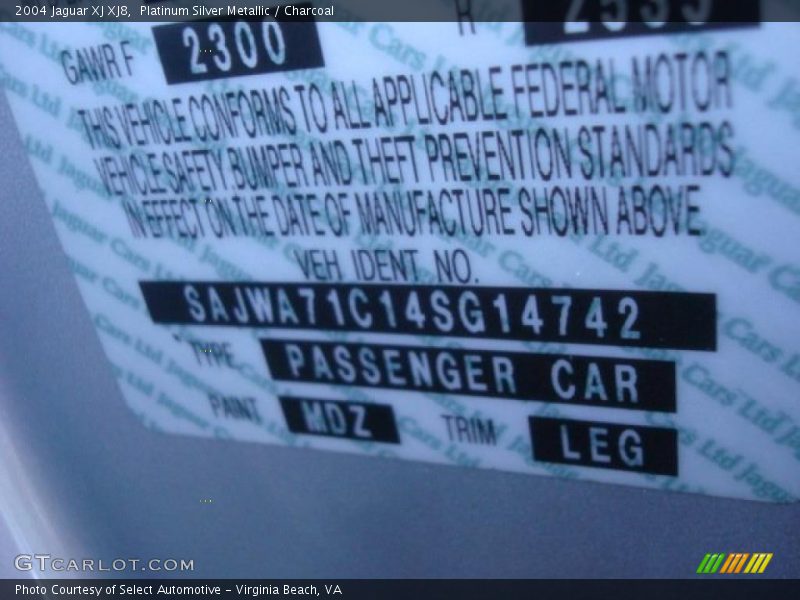 2004 Jaguar XJ XJ8, Platinum Silver Metallic / Charcoal
GAWR F 2300 R
THIS VEHICLE CONFORMS TO ALL APPLICABLE FEDERAL MOTOR
VEHICLE SAFETY, BUMPER AND THEFT PREVENTION STANDARDS
IN EFFECT ON THE DATE OF MANUFACTURE SHOWN ABOVE
VEH. IDENT. NO.
SAJWA71C14SG14742
TYPE PASSENGER CAR
PAINT MDZ TRIM LEG
GTCARLOT.COM
Photo Courtesy of Select Automotive - Virginia Beach, VA